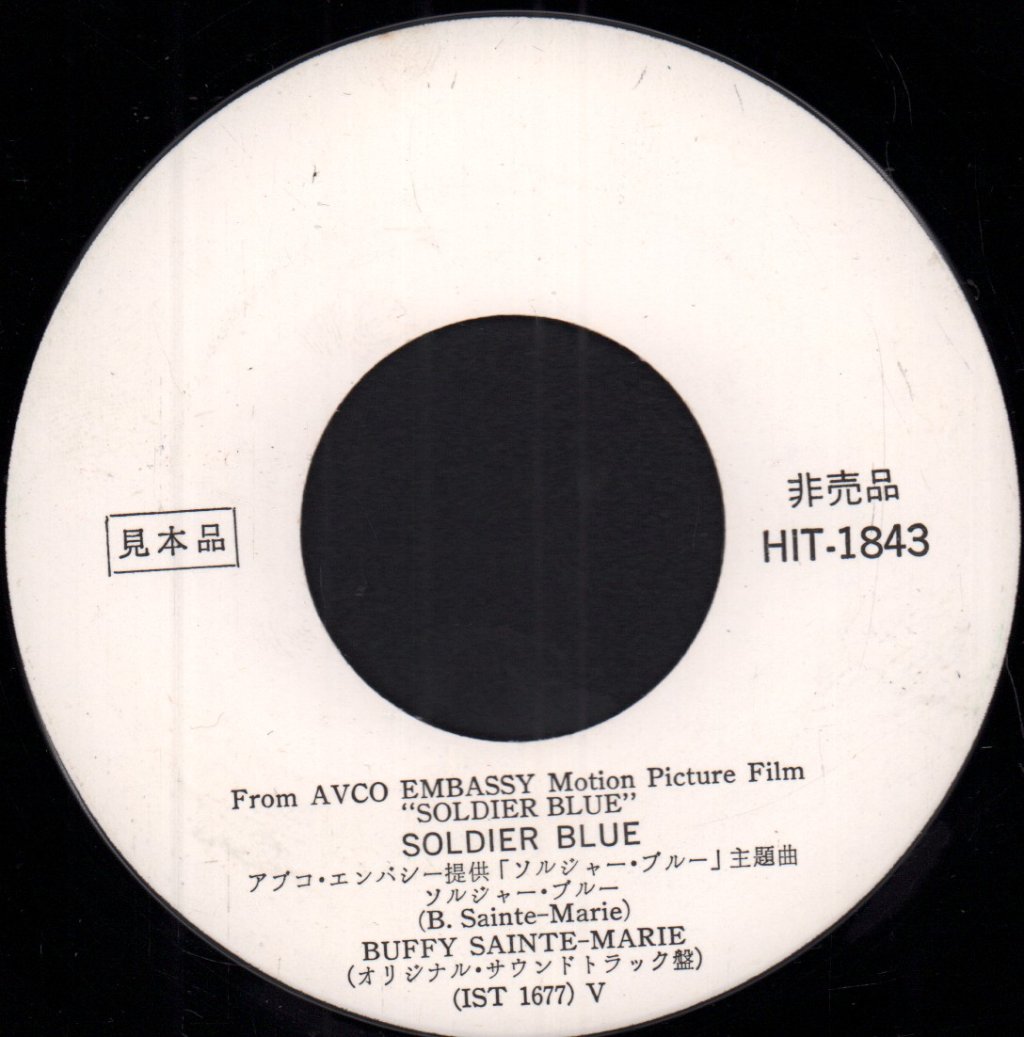 見本品
非売品
HIT-1843
From AVCO EMBASSY Motion Picture Film
“SOLDIER BLUE”
SOLDIER BLUE
アブコ・エンバシー提供「ソルジャー・ブルー」主題曲
ソルジャー・ブルー
(B. Sainte-Marie)
BUFFY SAINTE-MARIE
(オリジナル・サウンドトラック盤)
(IST 1677) V